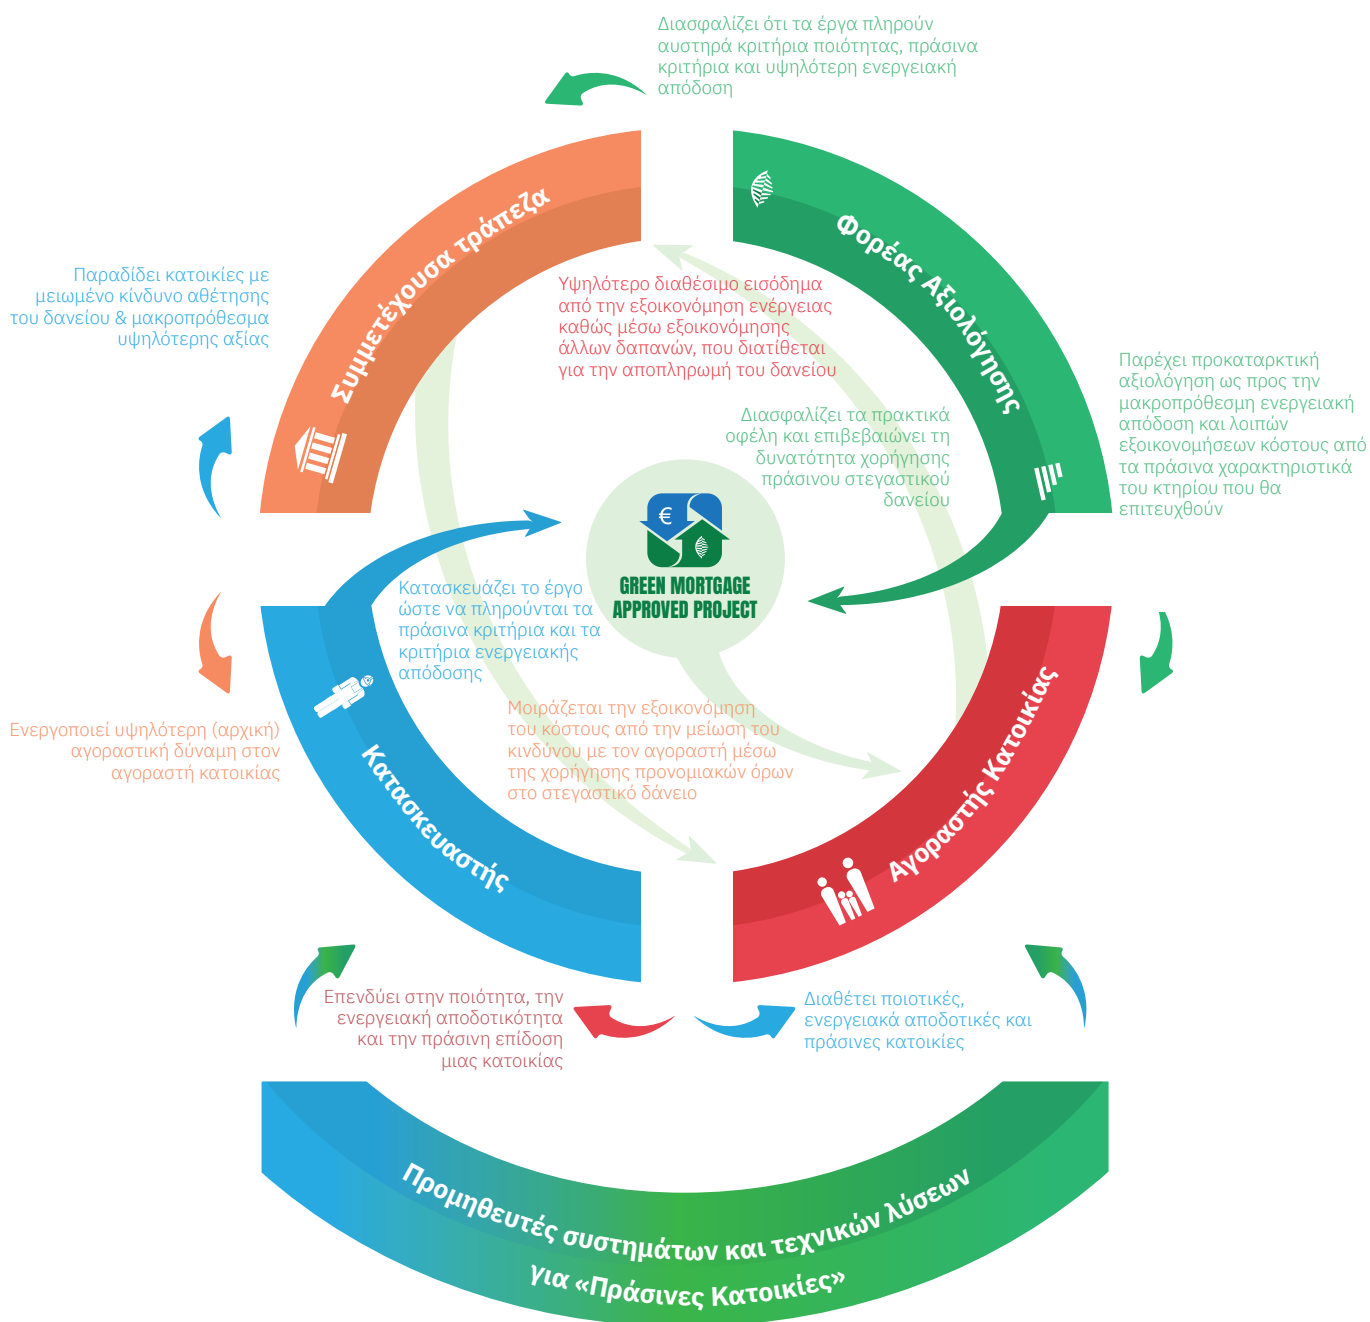 Διασφαλίζει ότι τα έργα πληρούν
αυστηρά κριτήρια ποιότητας, πράσινα
κριτήρια και υψηλότερη ενεργειακή
απόδοση
Συμμετέχουσα τράπεζα
Φορέας Αξιολόγησης
Παραδίδει κατοικίες με
μειωμένο κίνδυνο αθέτησης
του δανείου & μακροπρόθεσμα
υψηλότερης αξίας
Υψηλότερο διαθέσιμο εισόδημα
από την εξοικονόμηση ενέργειας
καθώς μέσω εξοικονόμησης
άλλων δαπανών, που διατίθεται
για την αποπληρωμή του δανείου
Παρέχει προκαταρκτική
αξιολόγηση ως προς την
μακροπρόθεσμη ενεργειακή
απόδοση και λοιπών
εξοικονομήσεων κόστους από
τα πράσινα χαρακτηριστικά
του κτηρίου που θα
επιτευχθούν
Διασφαλίζει τα πρακτικά
οφέλη και επιβεβαιώνει τη
δυνατότητα χορήγησης
πράσινου στεγαστικού
δανείου
€
GREEN MORTGAGE
APPROVED PROJECT
Κατασκευάζει το έργο
ώστε να πληρούνται τα
πράσινα κριτήρια και τα
κριτήρια ενεργειακής
απόδοσης
Ενεργοποιεί υψηλότερη (αρχική)
αγοραστική δύναμη στον
αγοραστή κατοικίας
Μοιράζεται την εξοικονόμηση
του κόστους από την μείωση του
κινδύνου με τον αγοραστή μέσω
της χορήγησης προνομιακών όρων
στο στεγαστικό δάνειο
Κατασκευαστής
Αγοραστής Κατοικίας
Επενδύει στην ποιότητα, την
ενεργειακή αποδοτικότητα
και την πράσινη επίδοση
μιας κατοικίας
Διαθέτει ποιοτικές,
ενεργειακά αποδοτικές και
πράσινες κατοικίες
Προμηθευτές συστημάτων και τεχνικών λύσεων
για «Πράσινες Κατοικίες»